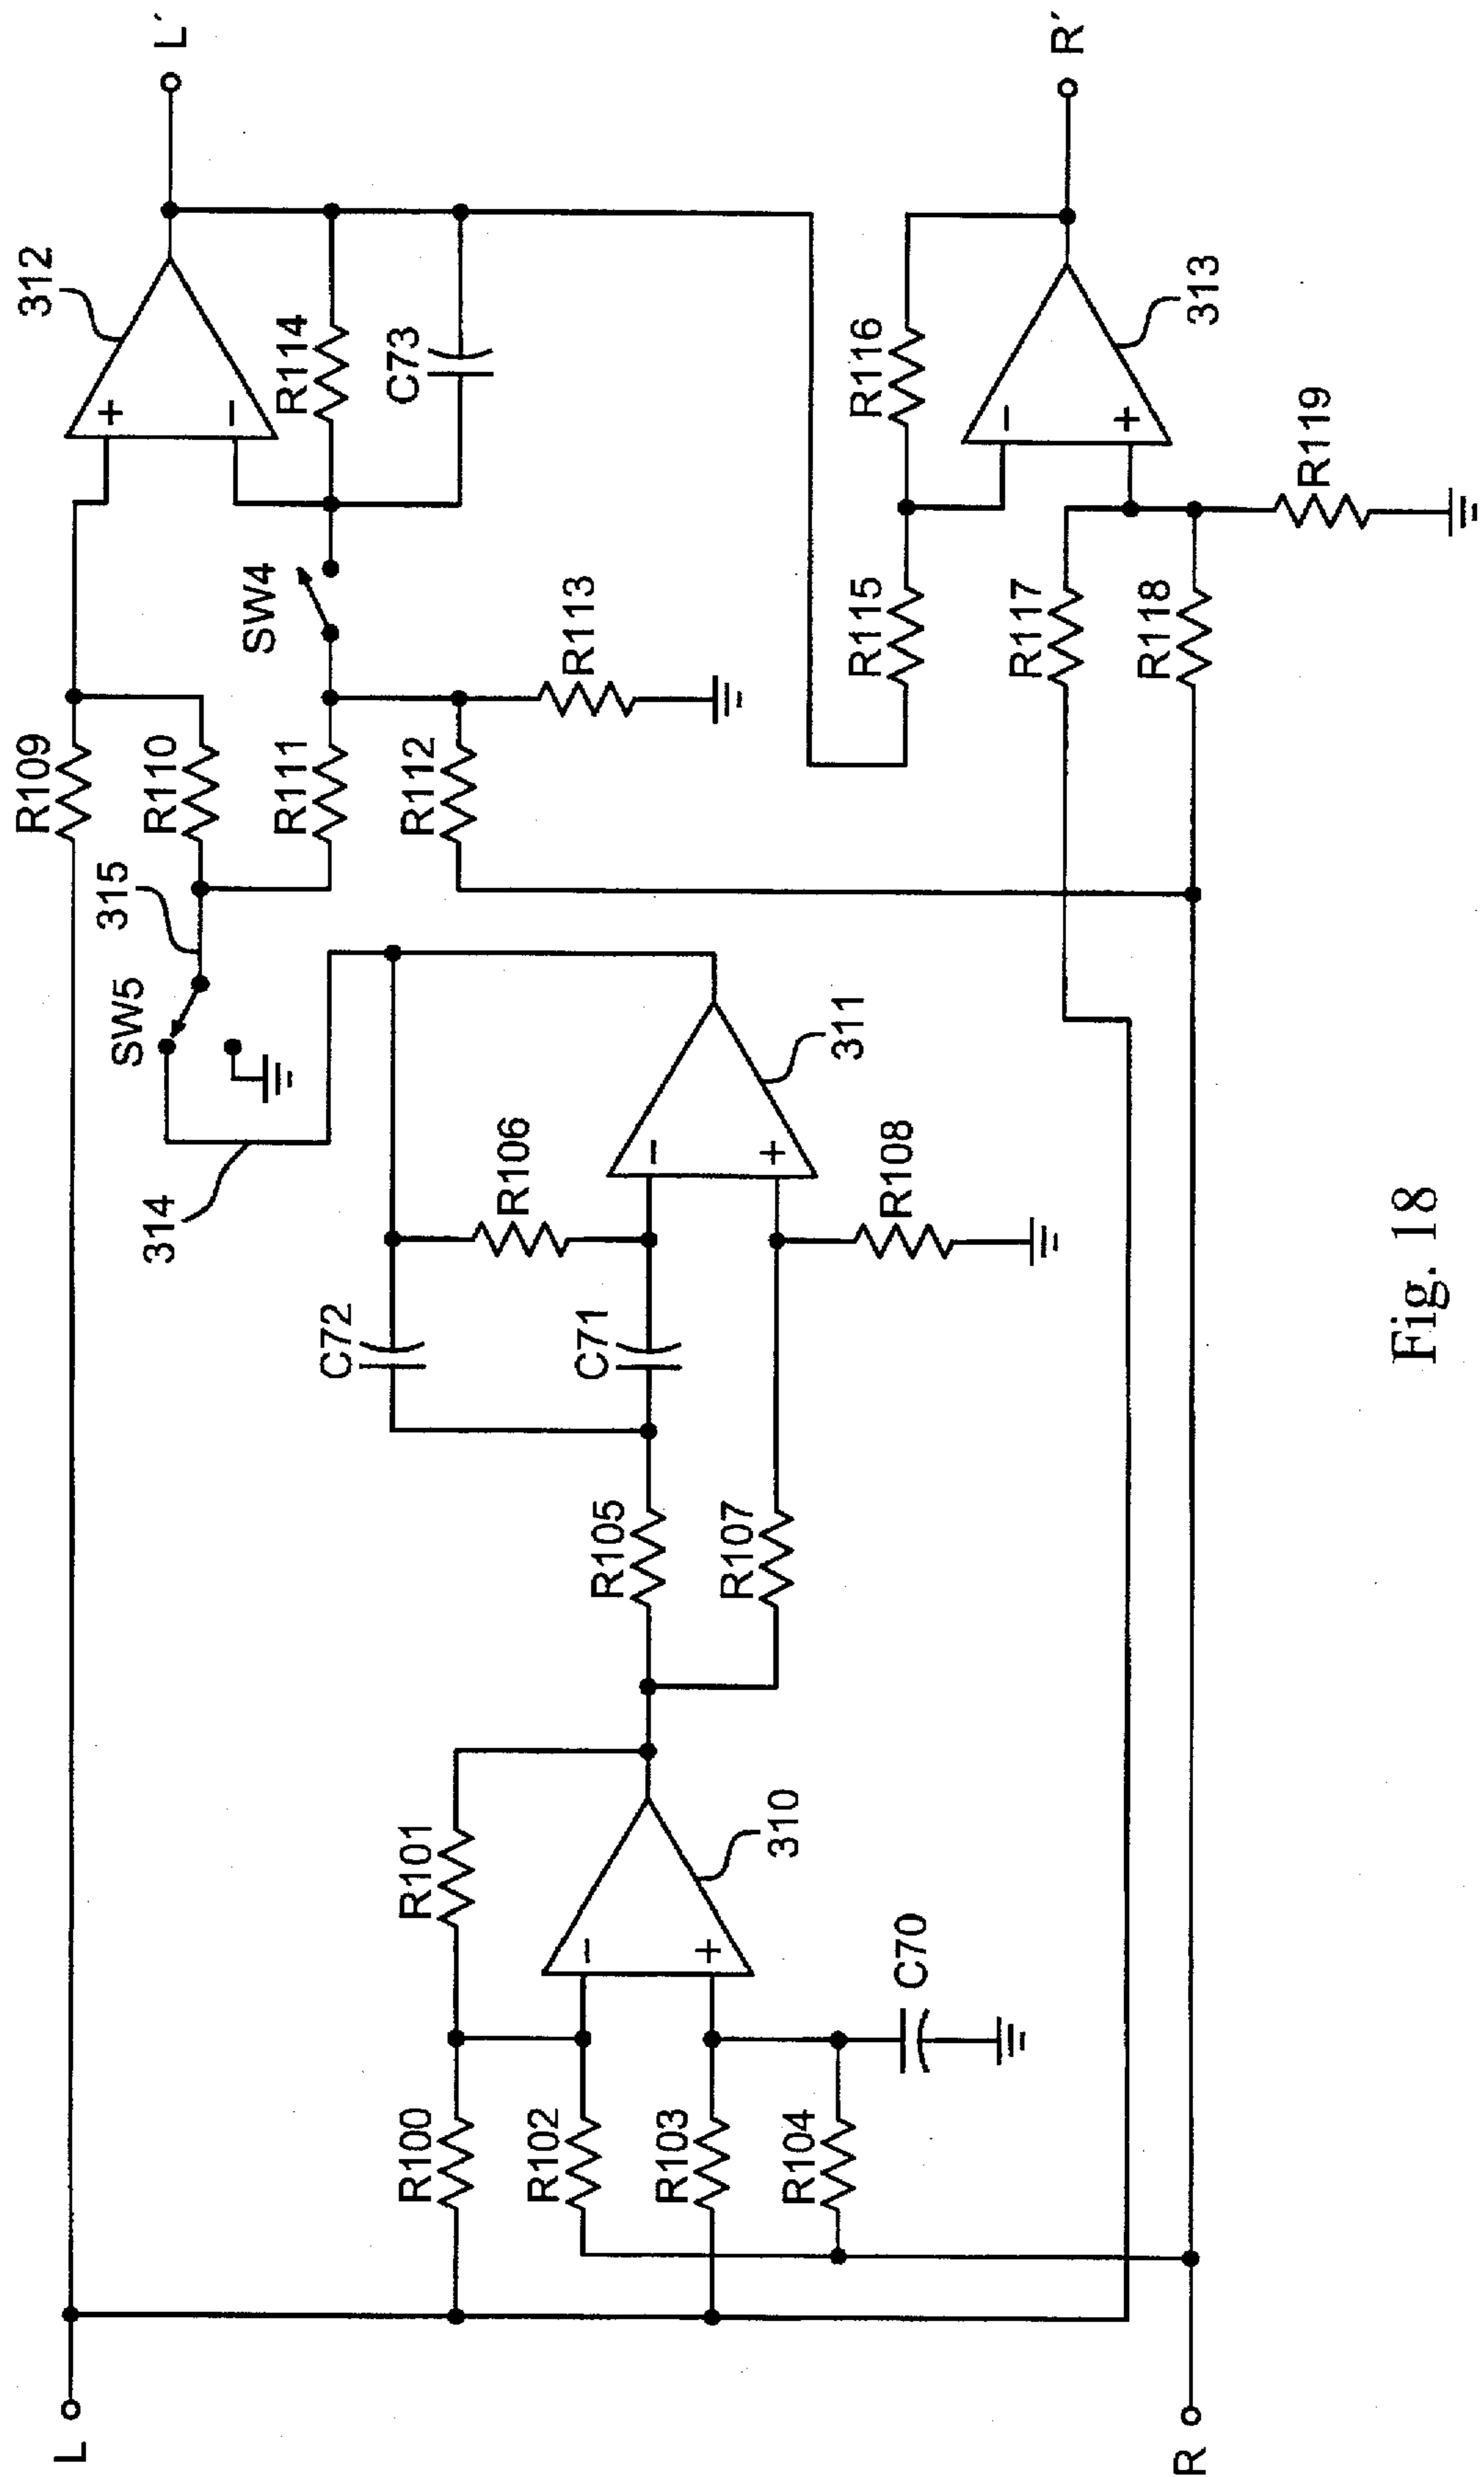 L
R
R100
R102
R103
R104
C70
R101
-
+
310
R105
R107
C72
C71
R106
-
+
R108
311
314
SW5
315
R109
R110
R111
R112
SW4
R113
+
-
312
R114
C73
L´
R115
R116
R117
R118
-
+
R119
313
R´
Fig. 18